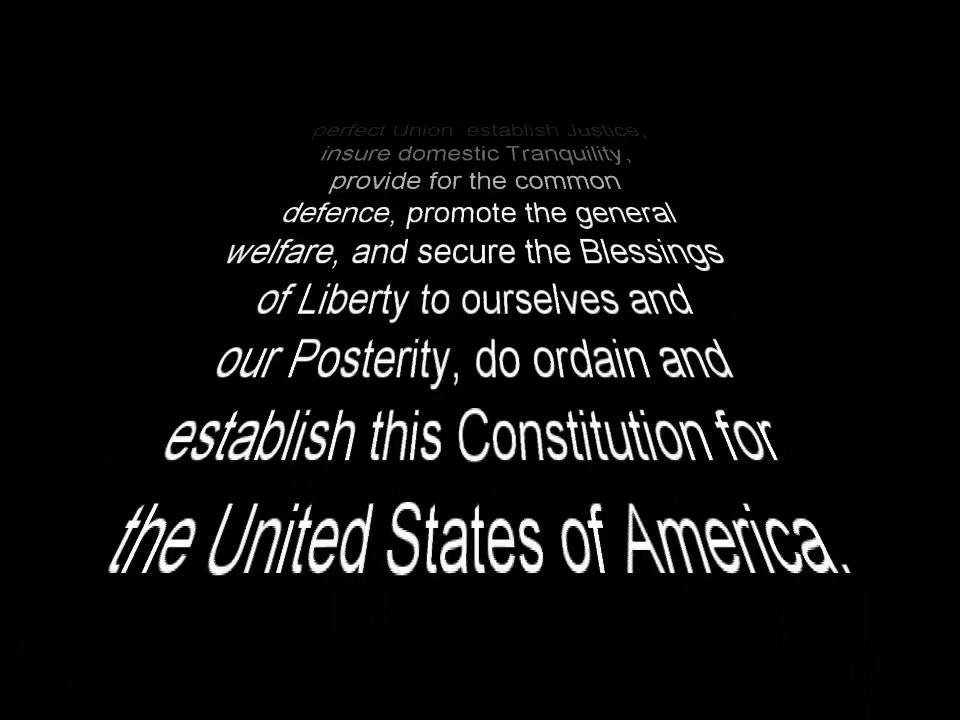 perfect Union establish Justice,
insure domestic Tranquility,
provide for the common
defence, promote the general
welfare, and secure the Blessings
of Liberty to ourselves and
our Posterity, do ordain and
establish this Constitution for
the United States of America.